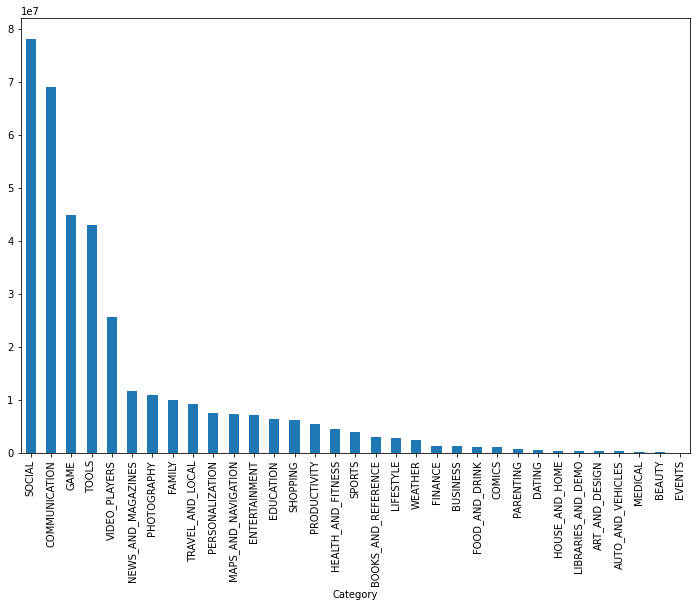 1e7
8
7
6
5
4
3
2
1
0
SOCIAL
COMMUNICATION
GAME
TOOLS
VIDEO_PLAYERS
NEWS_AND_MAGAZINES
PHOTOGRAPHY
FAMILY
TRAVEL_AND_LOCAL
PERSONALIZATION
MAPS_AND_NAVIGATION
ENTERTAINMENT
EDUCATION
SHOPPING
PRODUCTIVITY
HEALTH_AND_FITNESS
SPORTS
BOOKS_AND_REFERENCE
LIFESTYLE
WEATHER
FINANCE
BUSINESS
FOOD_AND_DRINK
COMICS
PARENTING
DATING
HOUSE_AND_HOME
LIBRARIES_AND_DEMO
ART_AND_DESIGN
AUTO_AND_VEHICLES
MEDICAL
BEAUTY
EVENTS
Category